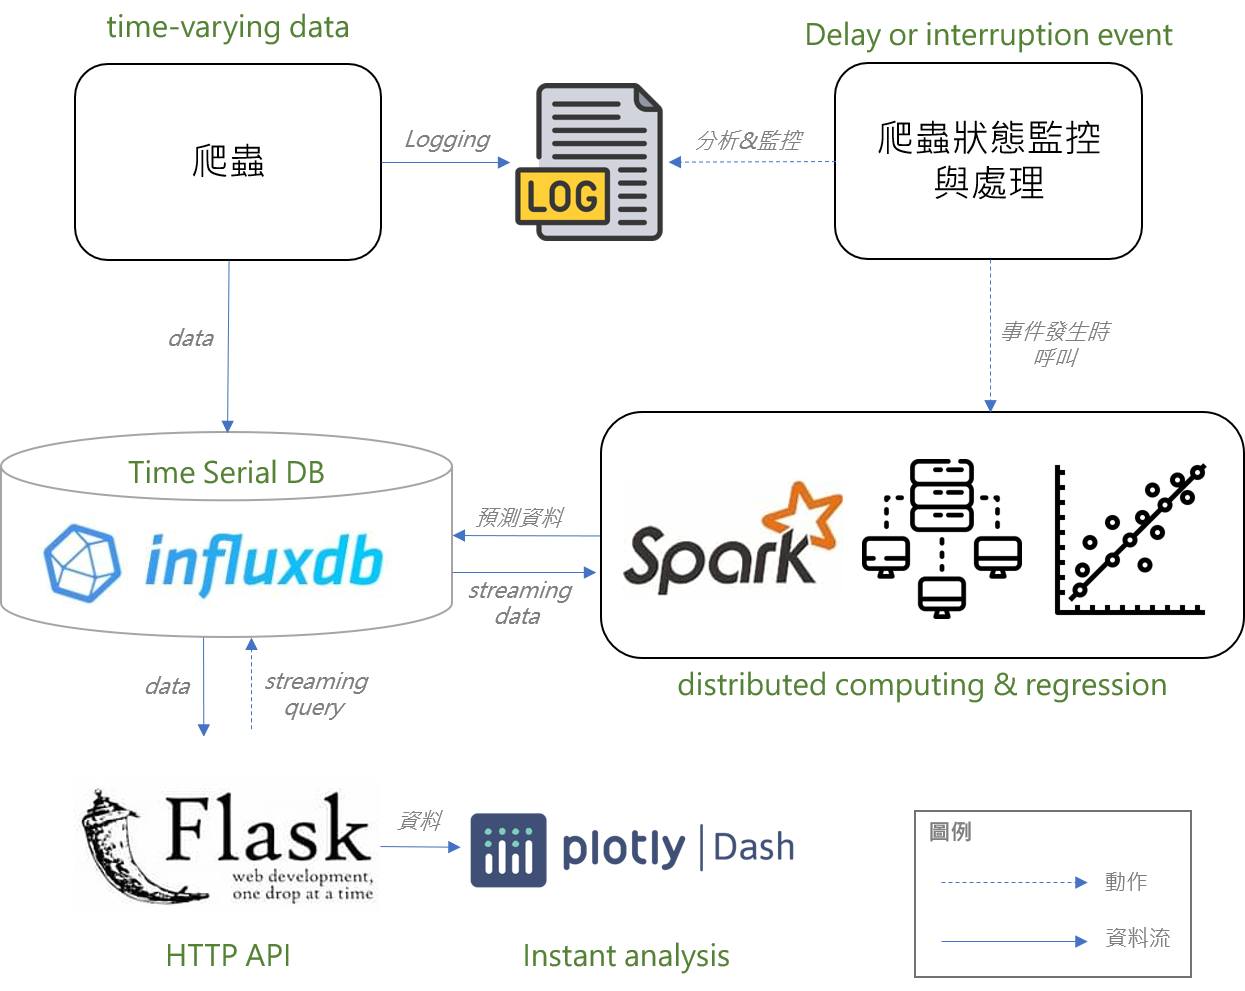 time-varying data
Delay or interruption event
爬蟲
Logging
LOG
分析&監控
爬蟲狀態監控
與處理
data
事件發生時
呼叫
Time Serial DB
influxdb
預測資料
streaming
data
Spark
distributed computing & regression
data
streaming
query
Flask
web development,
one drop at a time
資料
plotly | Dash
HTTP API
Instant analysis
圖例
動作
資料流